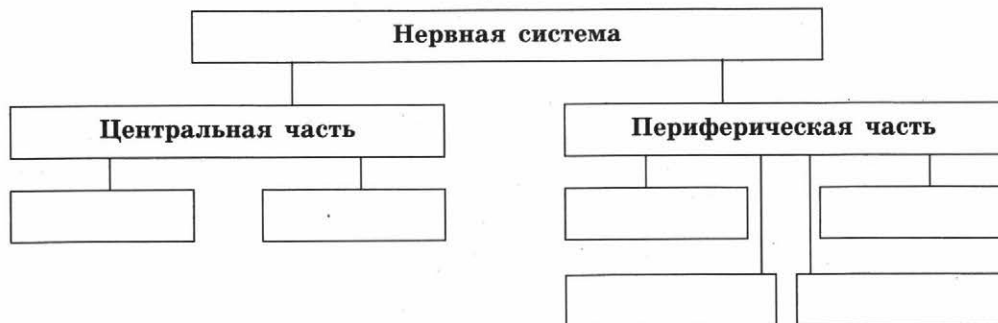 Нервная система
Центральная часть
Периферическая часть